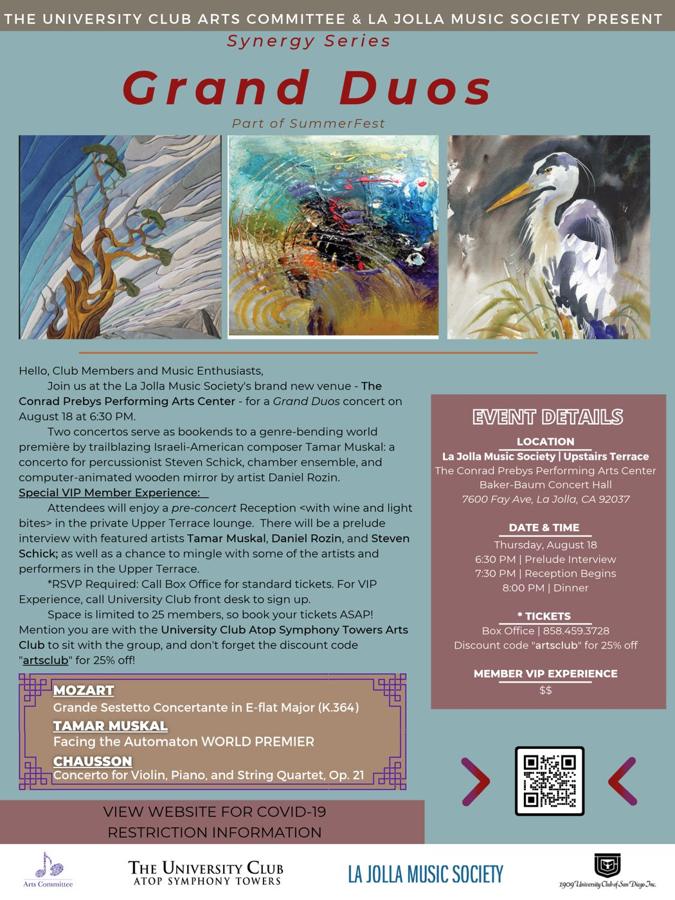 THE UNIVERSITY CLUB ARTS COMMITTEE & LA JOLLA MUSIC SOCIETY PRESENT
Synergy Series
Grand Duos
Part of SummerFest
Hello, Club Members and Music Enthusiasts,
Join us at the La Jolla Music Society's brand new venue - The
Conrad Prebys Performing Arts Center - for a Grand Duos concert on
August 18 at 6:30 PM.
Two concertos serve as bookends to a genre-bending world
première by trailblazing Israeli-American composer Tamar Muskal: a
concerto for percussionist Steven Schick, chamber ensemble, and
computer-animated wooden mirror by artist Daniel Rozin.
Special VIP Member Experience:
Attendees will enjoy a pre-concert Reception <with wine and light
bites> in the private Upper Terrace lounge. There will be a prelude
interview with featured artists Tamar Muskal, Daniel Rozin, and Steven
Schick; as well as a chance to mingle with some of the artists and
performers in the Upper Terrace.
*RSVP Required: Call Box Office for standard tickets. For VIP
Experience, call University Club front desk to sign up.
Space is limited to 25 members, so book your tickets ASAP!
Mention you are with the University Club Atop Symphony Towers Arts
Club to sit with the group, and don't forget the discount code
"artsclub" for 25% off!
MOZART
Grande Sestetto Concertante in E-flat Major (K.364)
TAMAR MUSKAL
Facing the Automaton WORLD PREMIER
CHAUSSON
Concerto for Violin, Piano, and String Quartet, Op. 21
VIEW WEBSITE FOR COVID-19
RESTRICTION INFORMATION
EVENT DETAILS
LOCATION
La Jolla Music Society | Upstairs Terrace
The Conrad Prebys Performing Arts Center
Baker-Baum Concert Hall
7600 Fay Ave, La Jolla, CA 92037
DATE & TIME
Thursday, August 18
6:30 PM | Prelude Interview
7:30 PM | Reception Begins
8:00 PM | Dinner
* TICKETS
Box Office | 858.459.3728
Discount code "artsclub" for 25% off
MEMBER VIP EXPERIENCE
$$
Arts Committee
THE UNIVERSITY CLUB
ATOP SYMPHONY TOWERS
LA JOLLA MUSIC SOCIETY
1909 University Club of San Diego Inc.